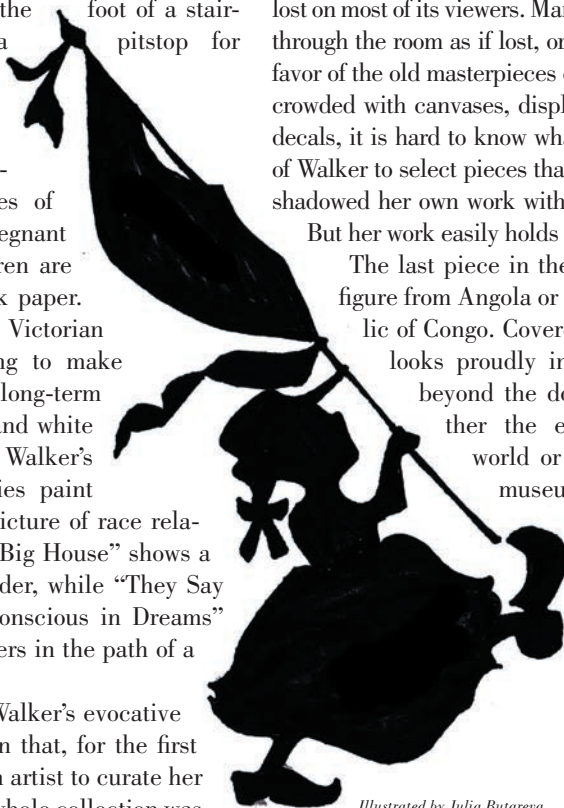 the foot of a stair-
a pitstop for
es of
egnant
ren are
k paper.
Victorian
ng to make
long-term
and white
Walker's
ies paint
icture of race rela-
Big House” shows a
der, while “They Say
onscious in Dreams”
ers in the path of a
Walker's evocative
n that, for the first
n artist to curate her
whole collection was
lost on most of its viewers. Mar
through the room as if lost, or
favor of the old masterpieces
crowded with canvases, displ
decals, it is hard to know wha
of Walker to select pieces tha
shadowed her own work with
But her work easily holds
The last piece in the
figure from Angola or
lic of Congo. Cover
looks proudly in
beyond the de
ther the e
world or
museu
Illustrated by Julia Butareva